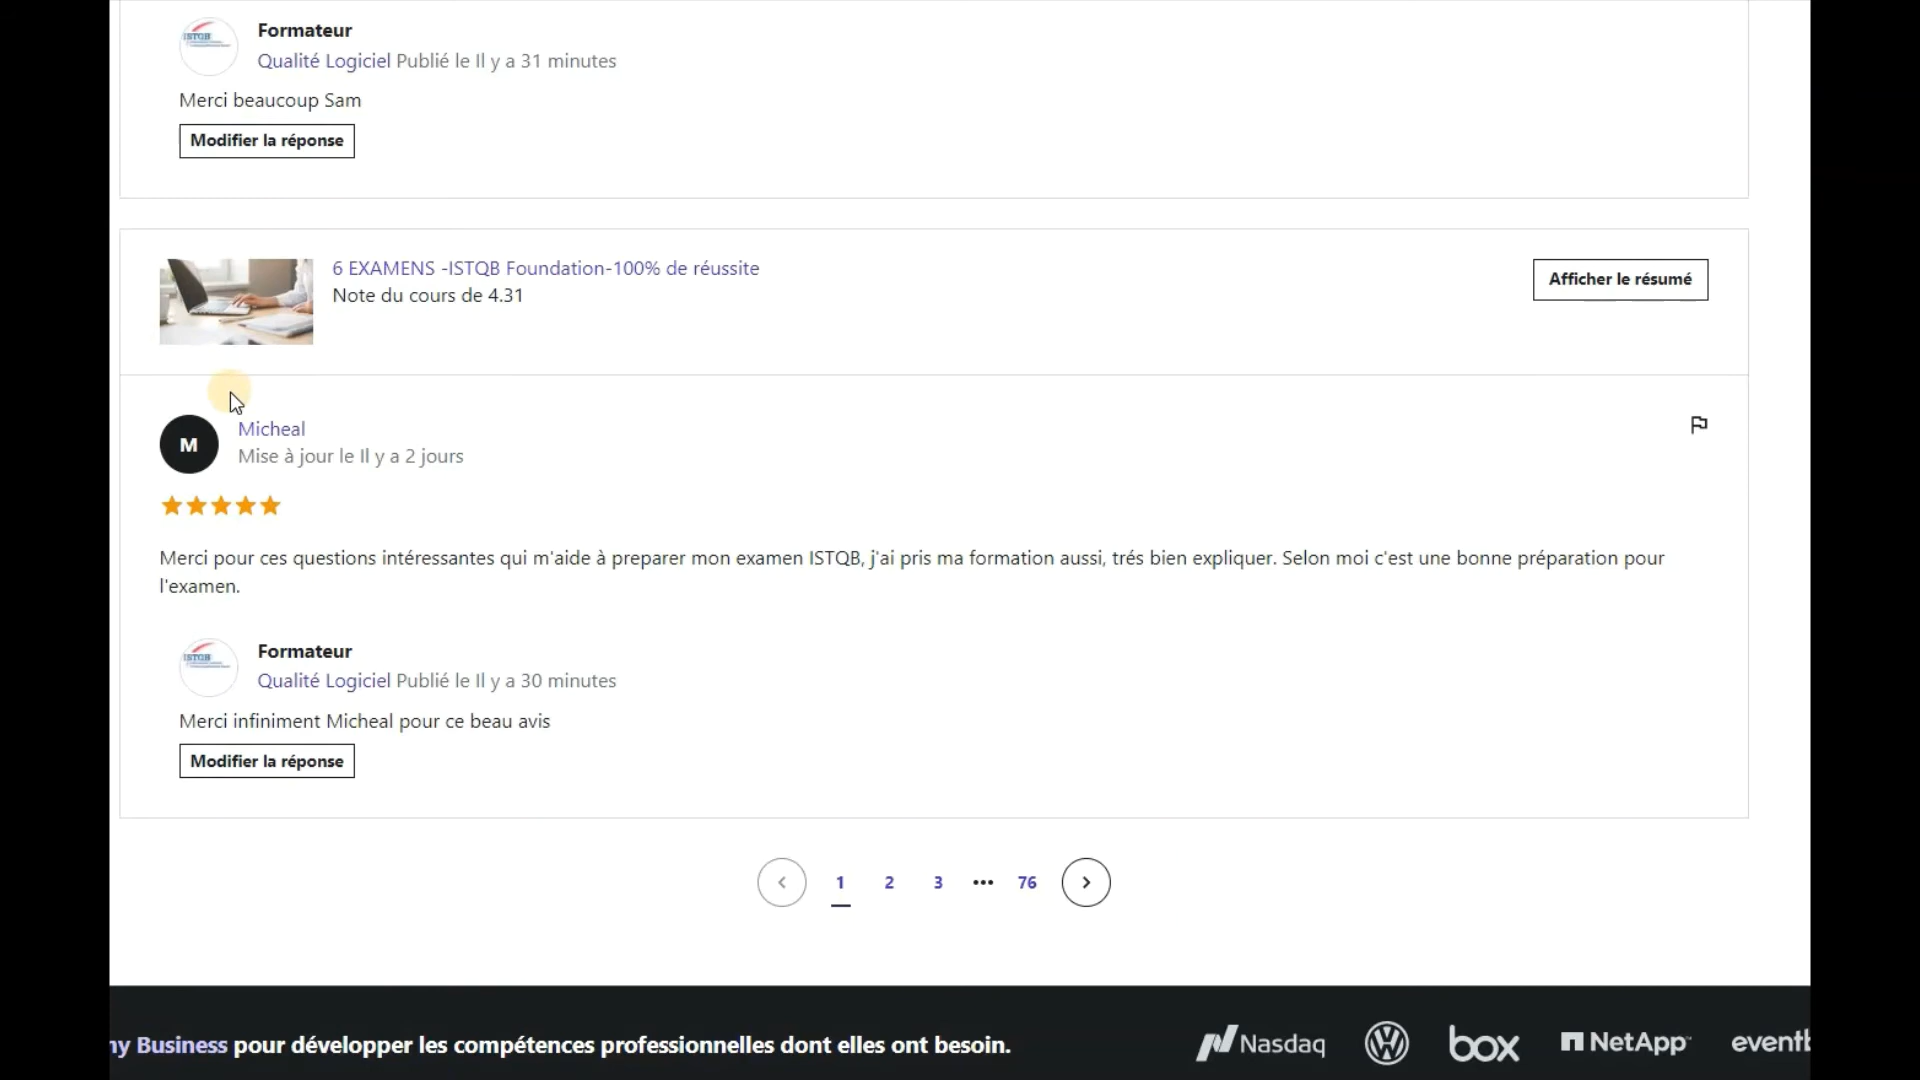 ISTQB
Formateur
Qualité Logiciel Publié le Il y a 31 minutes
Merci beaucoup Sam
Modifier la réponse
6 EXAMENS -ISTQB Foundation-100% de réussite
Note du cours de 4.31
Afficher le résumé
M
Micheal
Mise à jour le Il y a 2 jours
Merci pour ces questions intéressantes qui m'aide à preparer mon examen ISTQB, j'ai pris ma formation aussi, trés bien expliquer. Selon moi c'est une bonne préparation pour
l'examen.
ISTQB
Formateur
Qualité Logiciel Publié le Il y a 30 minutes
Merci infiniment Micheal pour ce beau avis
Modifier la réponse
1 2 3 ••• 76
ny Business pour développer les compétences professionnelles dont elles ont besoin.
Nasdaq
box
NetApp
eventb